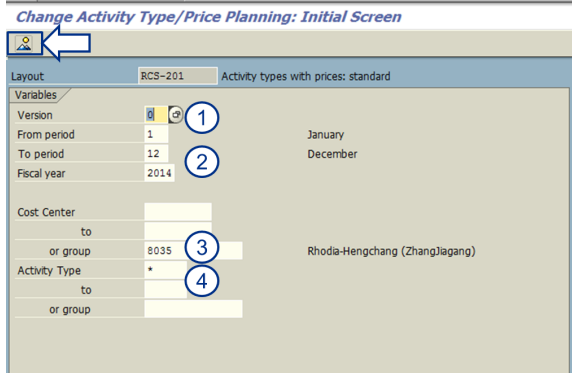 Change Activity Type/Price Planning: Initial Screen
Layout RCS-201 Activity types with prices: standard
Variables
Version 0 1
From period 1 January
To period 12 December
2
Fiscal year 2014
Cost Center
to
or group 8035 3 Rhodia-Hengchang (ZhangJiagang)
Activity Type *
4
to
or group